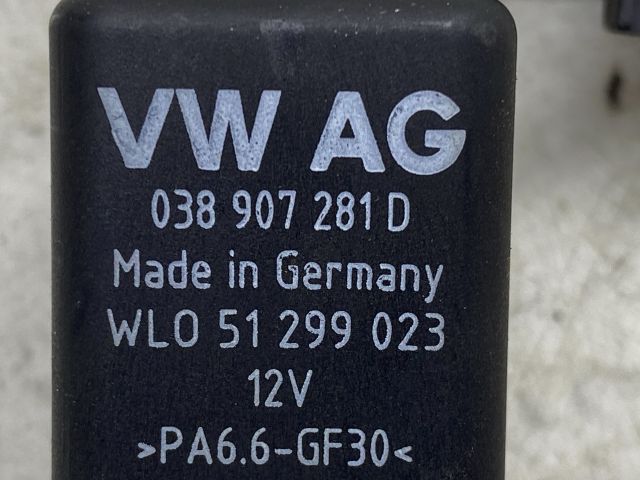 VW AG
038 907 281 D
Made in Germany
WLO 51 299 023
12V
>PA6.6-GF30<